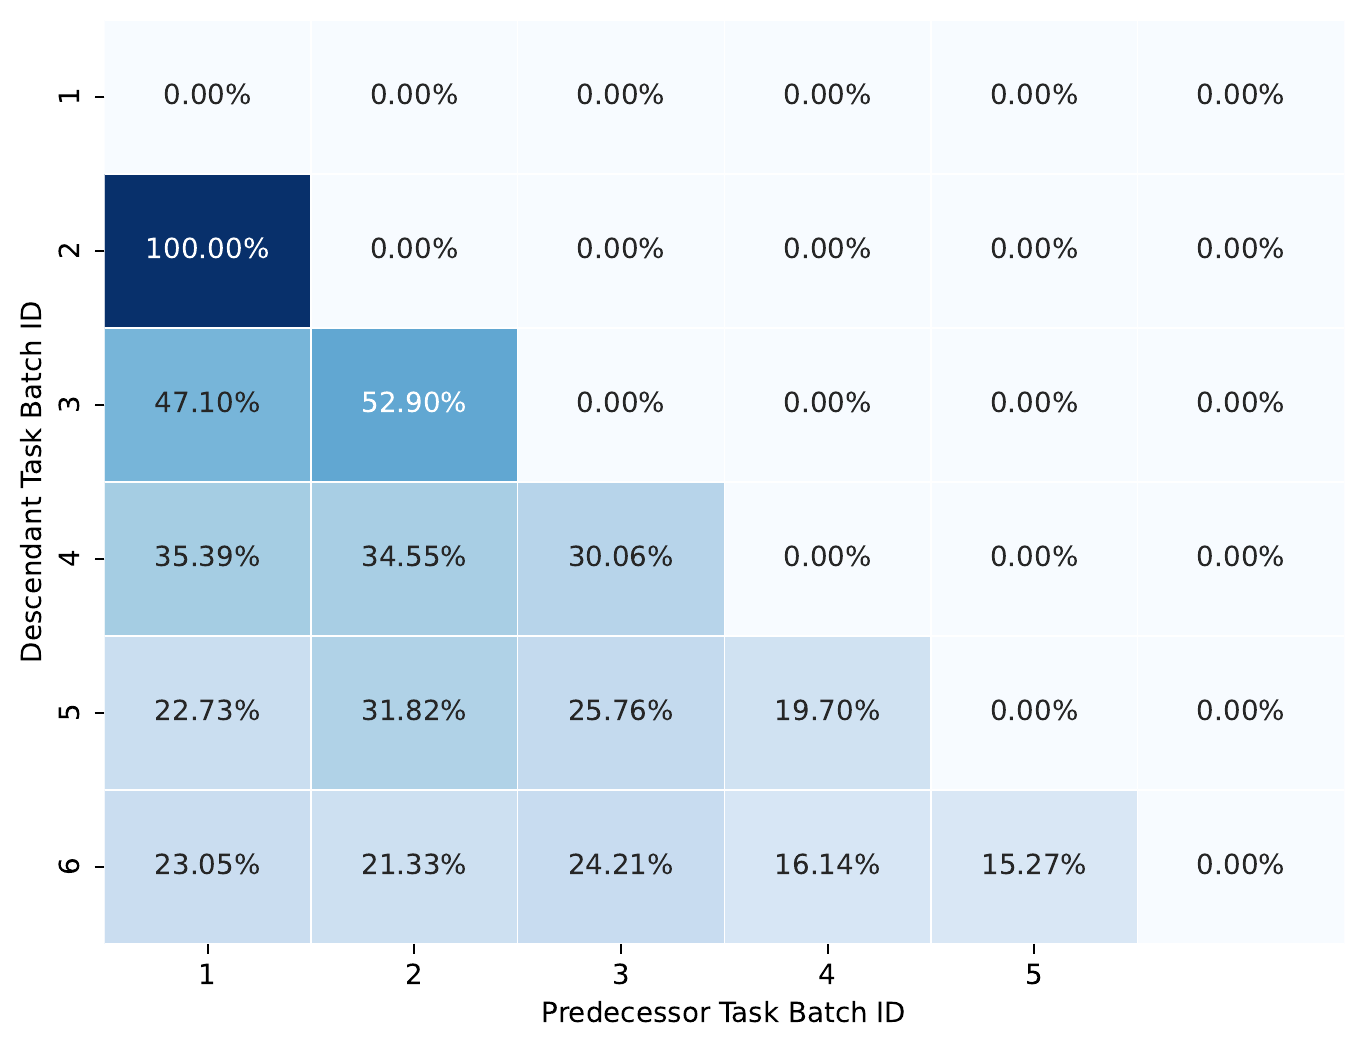 1 0.00% 0.00% 0.00% 0.00% 0.00% 0.00%
2 100.00% 0.00% 0.00% 0.00% 0.00% 0.00%
Descendant Task Batch ID
3 47.10% 52.90% 0.00% 0.00% 0.00% 0.00%
4 35.39% 34.55% 30.06% 0.00% 0.00% 0.00%
5 22.73% 31.82% 25.76% 19.70% 0.00% 0.00%
6 23.05% 21.33% 24.21% 16.14% 15.27% 0.00%
1 2 3 4 5
Predecessor Task Batch ID